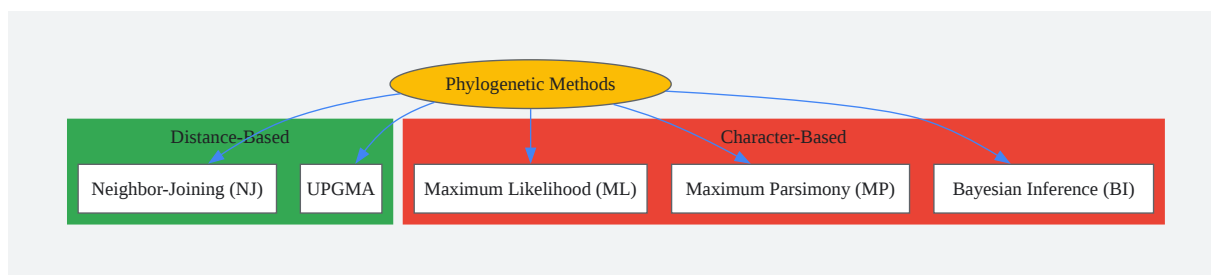 Phylogenetic Methods
Distance-Based
Character-Based
Neighbor-Joining (NJ)
UPGMA
Maximum Likelihood (ML)
Maximum Parsimony (MP)
Bayesian Inference (BI)